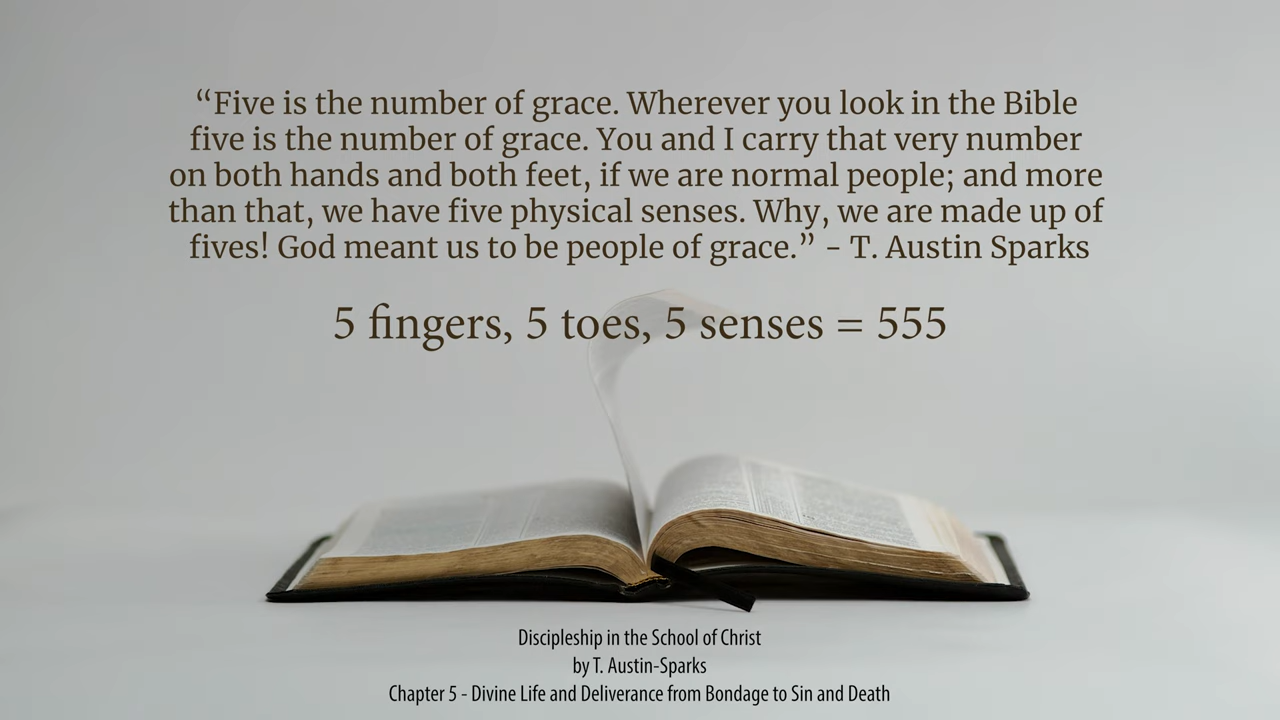 “Five is the number of grace. Wherever you look in the Bible
five is the number of grace. You and I carry that very number
on both hands and both feet, if we are normal people; and more
than that, we have five physical senses. Why, we are made up of
fives! God meant us to be people of grace.” - T. Austin Sparks
5 fingers, 5 toes, 5 senses = 555
Discipleship in the School of Christ
by T. Austin-Sparks
Chapter 5 - Divine Life and Deliverance from Bondage to Sin and Death